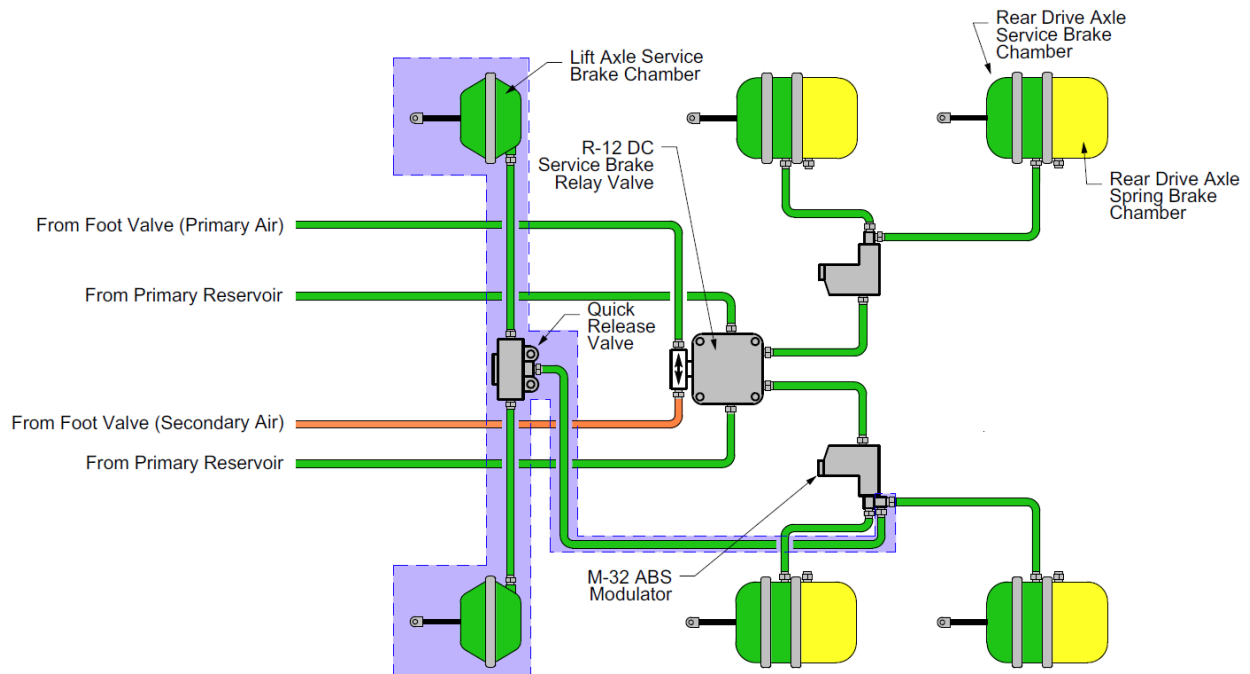 Lift Axle Service
Brake Chamber
Rear Drive Axle
Service Brake
Chamber
R-12 DC
Service Brake
Relay Valve
Rear Drive Axle
Spring Brake
Chamber
From Foot Valve (Primary Air)
From Primary Reservoir
Quick
Release
Valve
From Foot Valve (Secondary Air)
From Primary Reservoir
M-32 ABS
Modulator